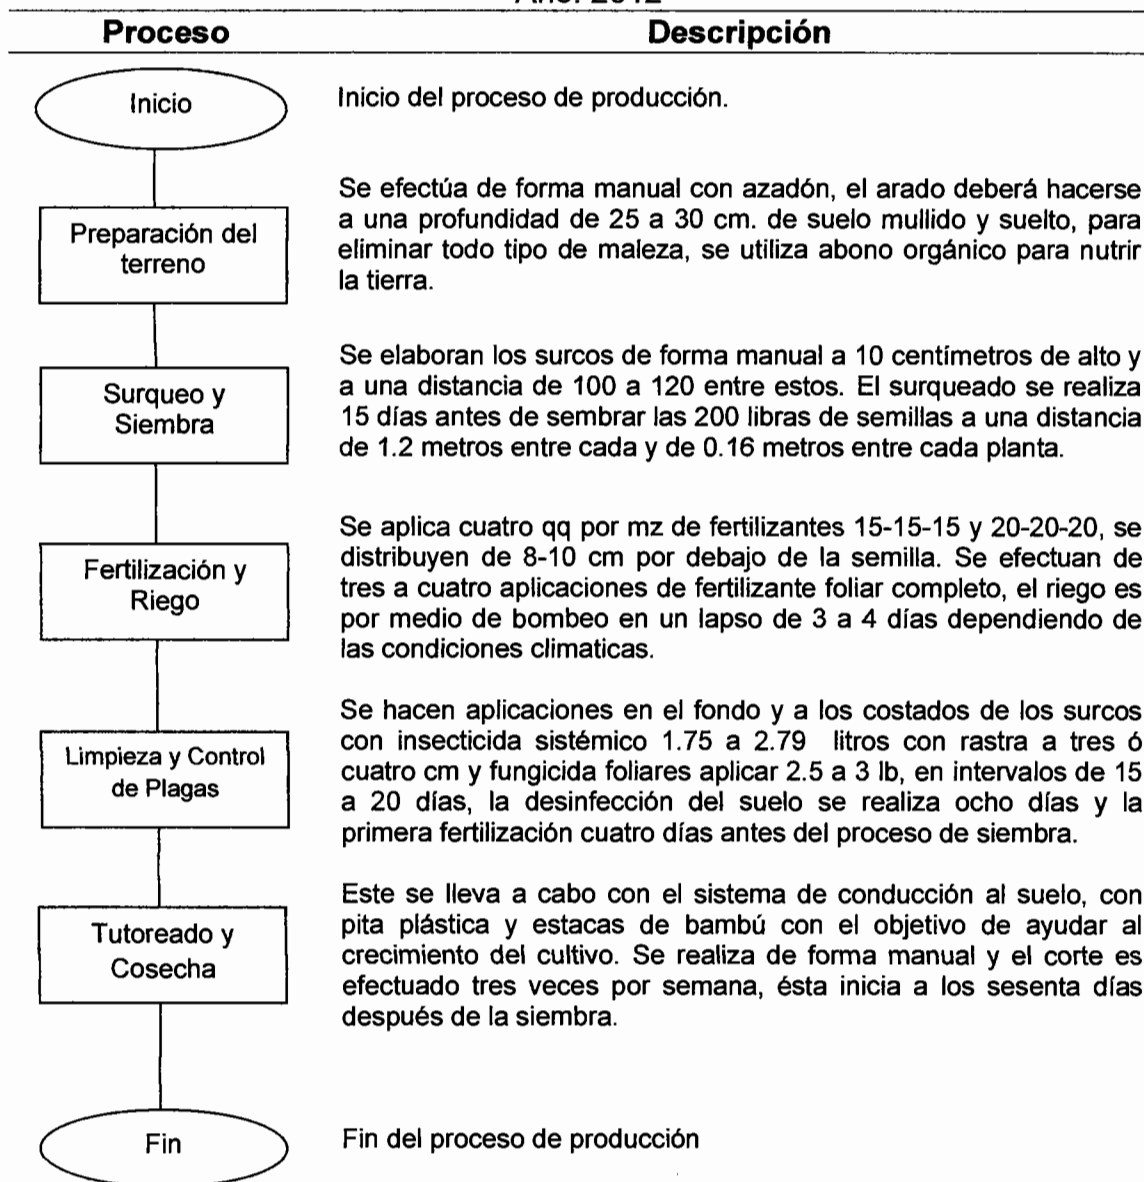 Proceso Descripción
Inicio
Inicio del proceso de producción.
Preparación del
terreno
Se efectúa de forma manual con azadón, el arado deberá hacerse
a una profundidad de 25 a 30 cm. de suelo mullido y suelto, para
eliminar todo tipo de maleza, se utiliza abono orgánico para nutrir
la tierra.
Surqueo y
Siembra
Se elaboran los surcos de forma manual a 10 centímetros de alto y
a una distancia de 100 a 120 entre estos. El surqueado se realiza
15 días antes de sembrar las 200 libras de semillas a una distancia
de 1.2 metros entre cada y de 0.16 metros entre cada planta.
Fertilización y
Riego
Se aplica cuatro qq por mz de fertilizantes 15-15-15 y 20-20-20, se
distribuyen de 8-10 cm por debajo de la semilla. Se efectuan de
tres a cuatro aplicaciones de fertilizante foliar completo, el riego es
por medio de bombeo en un lapso de 3 a 4 días dependiendo de
las condiciones climaticas.
Limpieza y Control
de Plagas
Se hacen aplicaciones en el fondo y a los costados de los surcos
con insecticida sistémico 1.75 a 2.79 litros con rastra a tres ó
cuatro cm y fungicida foliares aplicar 2.5 a 3 lb, en intervalos de 15
a 20 días, la desinfección del suelo se realiza ocho días y la
primera fertilización cuatro días antes del proceso de siembra.
Tutoreado y
Cosecha
Este se lleva a cabo con el sistema de conducción al suelo, con
pita plástica y estacas de bambú con el objetivo de ayudar al
crecimiento del cultivo. Se realiza de forma manual y el corte es
efectuado tres veces por semana, ésta inicia a los sesenta días
después de la siembra.
Fin
Fin del proceso de producción